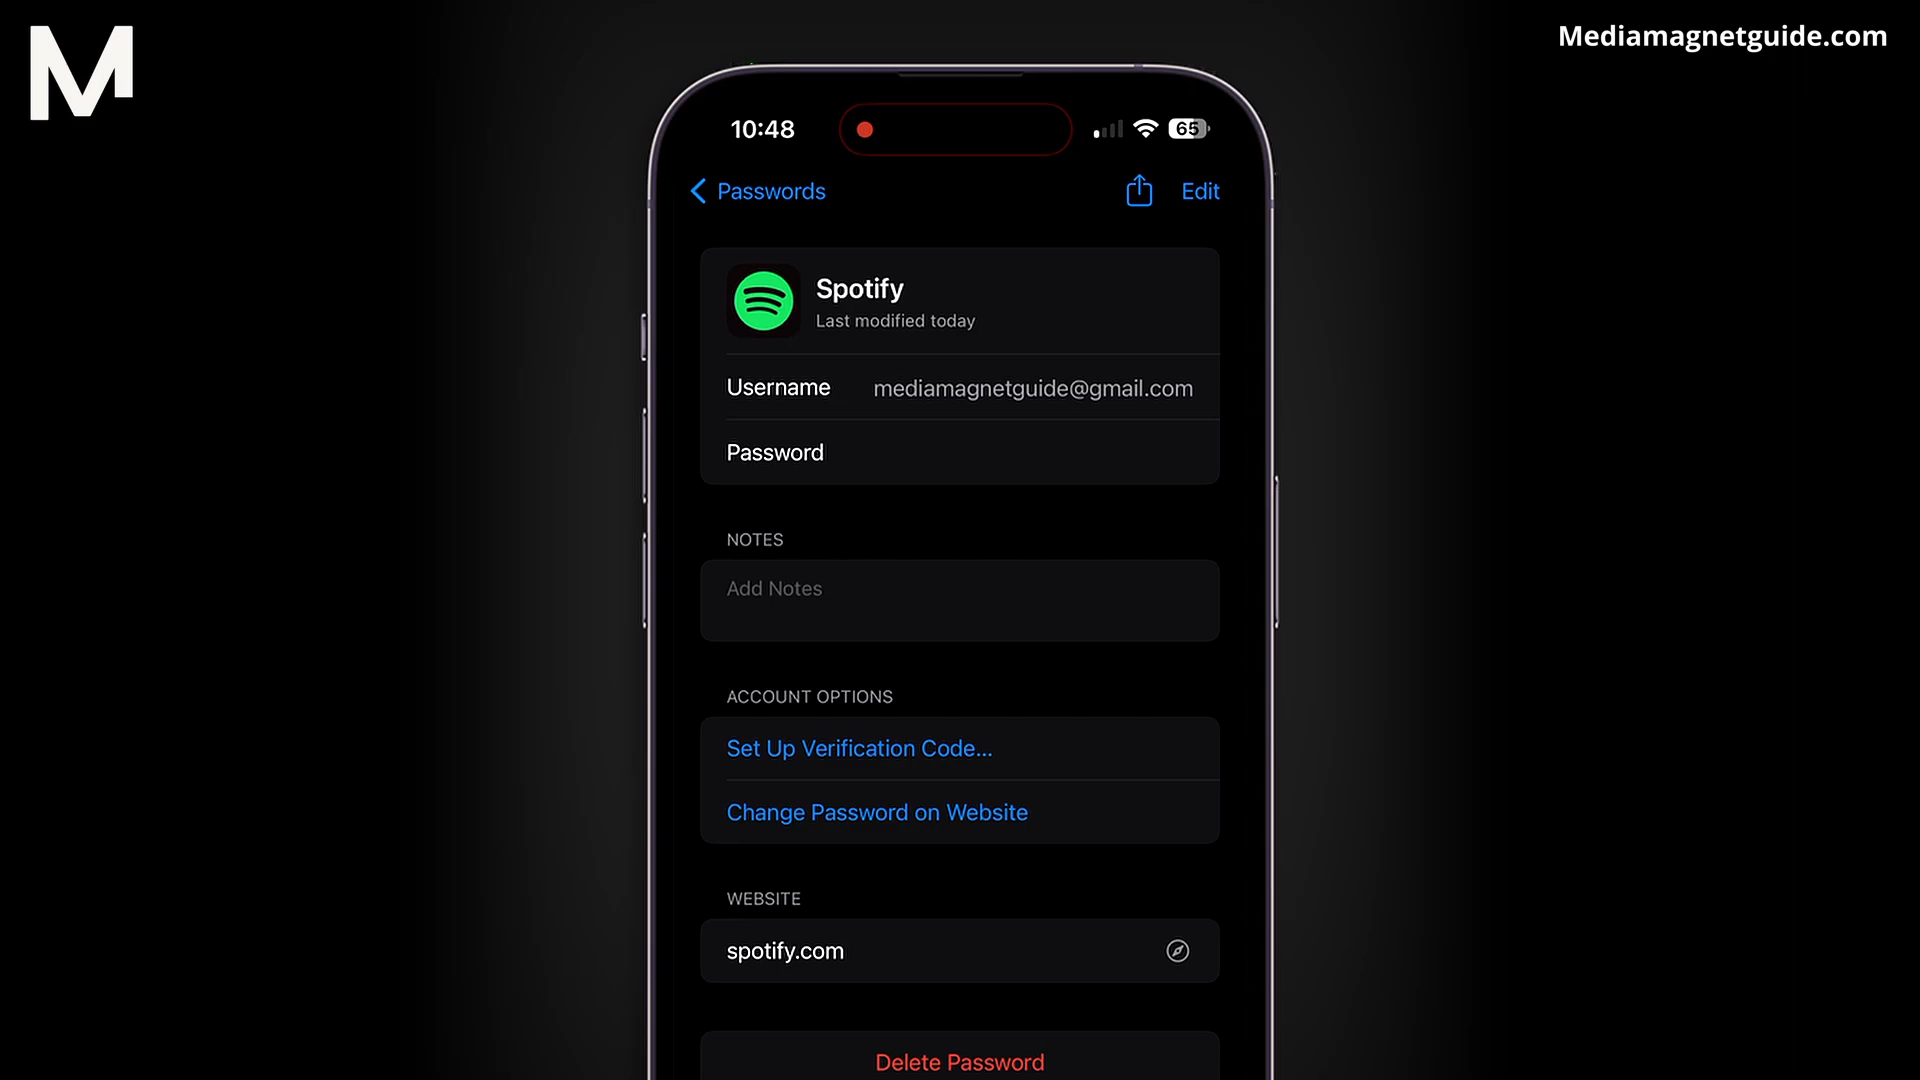 M
Mediamagnetguide.com
10:48
65
Passwords
Edit
Spotify
Last modified today
Username mediamagnetguide@gmail.com
Password
NOTES
Add Notes
ACCOUNT OPTIONS
Set Up Verification Code...
Change Password on Website
WEBSITE
spotify.com
Delete Password